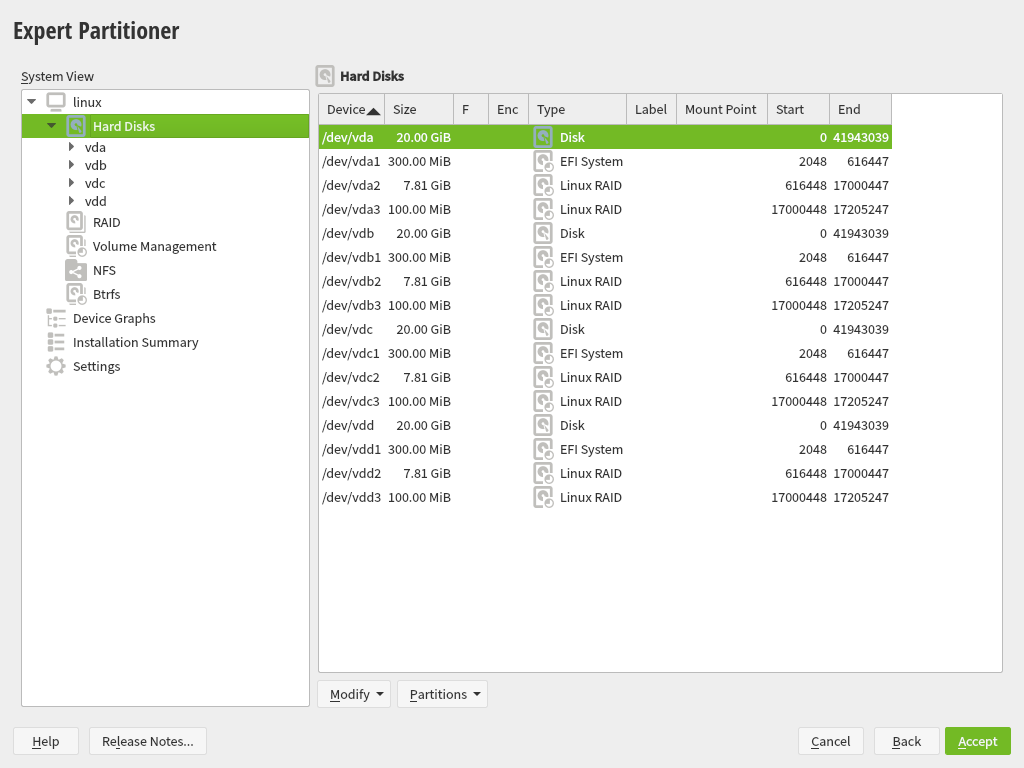 Expert Partitioner
System View
linux
Hard Disks
vda
vdb
vdc
vdd
RAID
Volume Management
NFS
Btrfs
Device Graphs
Installation Summary
Settings
Hard Disks
Device Size F Enc Type Label Mount Point Start End
/dev/vda 20.00 GiB Disk 0 41943039
/dev/vda1 300.00 MiB EFI System 2048 616447
/dev/vda2 7.81 GiB Linux RAID 616448 17000447
/dev/vda3 100.00 MiB Linux RAID 17000448 17205247
/dev/vdb 20.00 GiB Disk 0 41943039
/dev/vdb1 300.00 MiB EFI System 2048 616447
/dev/vdb2 7.81 GiB Linux RAID 616448 17000447
/dev/vdb3 100.00 MiB Linux RAID 17000448 17205247
/dev/vdc 20.00 GiB Disk 0 41943039
/dev/vdc1 300.00 MiB EFI System 2048 616447
/dev/vdc2 7.81 GiB Linux RAID 616448 17000447
/dev/vdc3 100.00 MiB Linux RAID 17000448 17205247
/dev/vdd 20.00 GiB Disk 0 41943039
/dev/vdd1 300.00 MiB EFI System 2048 616447
/dev/vdd2 7.81 GiB Linux RAID 616448 17000447
/dev/vdd3 100.00 MiB Linux RAID 17000448 17205247
Modify Partitions
Help Release Notes... Cancel Back Accept